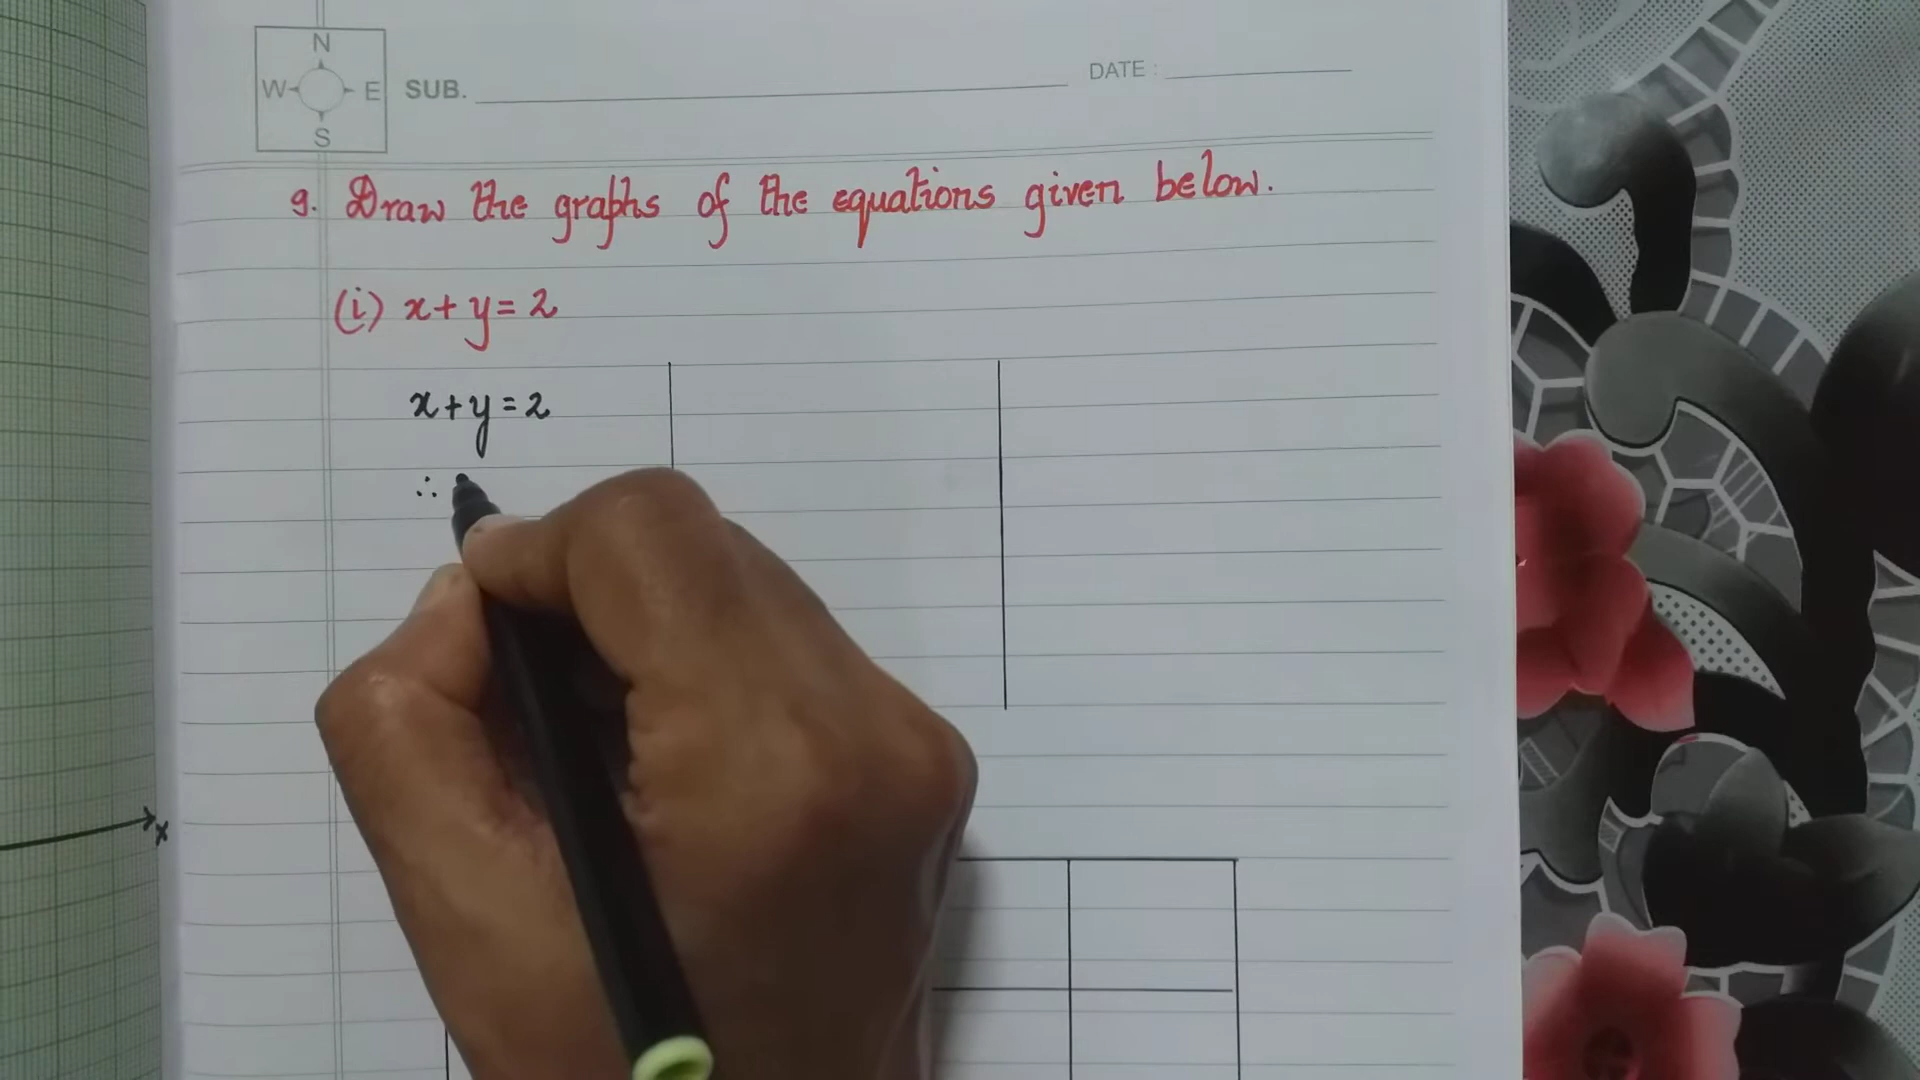 N
W E
S
SUB.
DATE :
9. Draw the graphs of the equations given below.
(i) x + y = 2
x + y = 2
∴
x